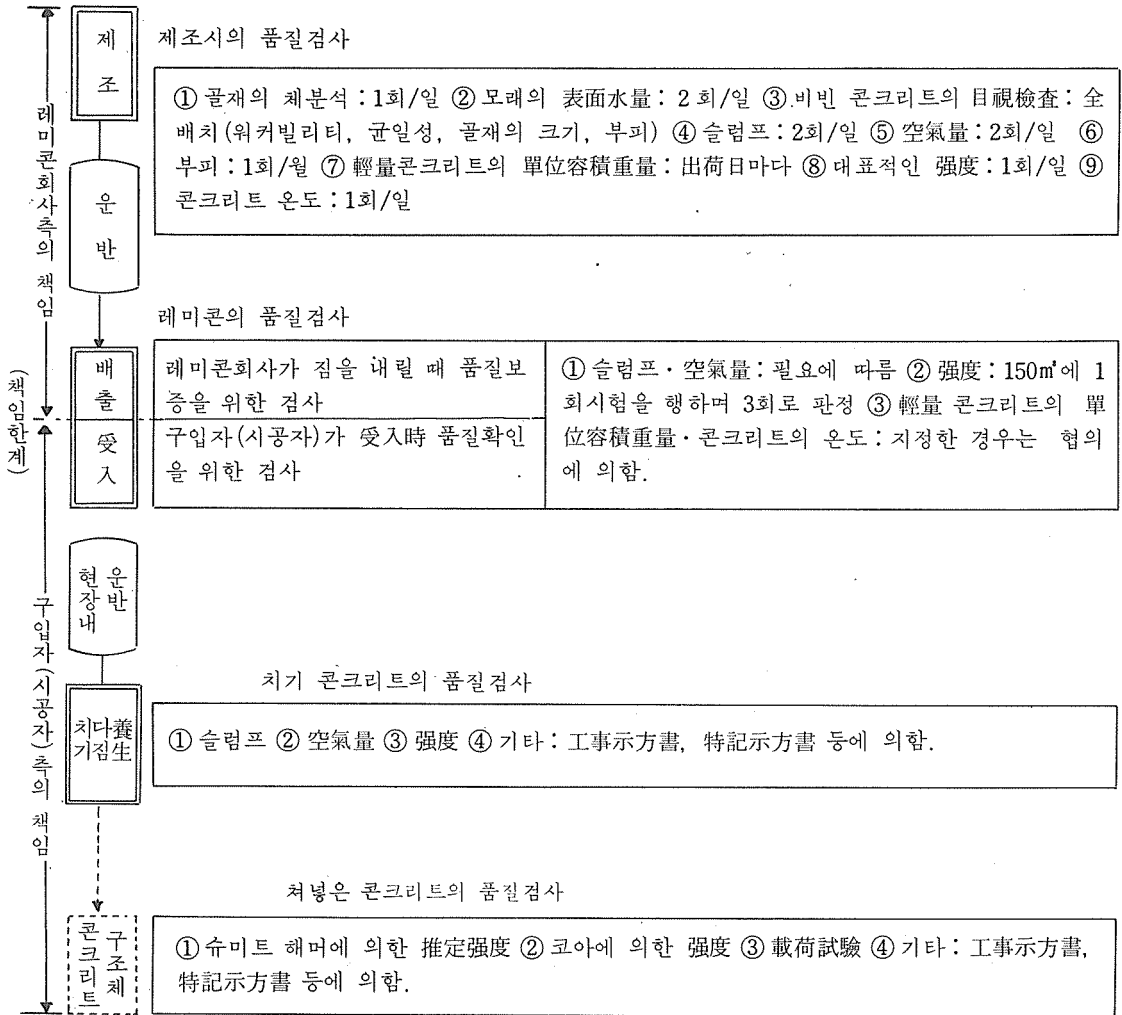 제조
제조시의 품질검사
① 골재의 체분석 : 1회/일 ② 모래의 表面水量 : 2회/일 ③ 비빈 콘크리트의 目視檢査 : 全
배치(워커빌리티, 균일성, 골재의 크기, 부피) ④ 슬럼프 : 2회/일 ⑤ 空氣量 : 2회/일 ⑥
부피 : 1회/월 ⑦ 輕量콘크리트의 單位容積重量 : 出荷日마다 ⑧ 대표적인 强度 : 1회/일 ⑨
콘크리트 온도 : 1회/일
레미콘회사측의 책임
운반
레미콘의 품질검사
배출
레미콘회사가 짐을 내릴 때 품질보
증을 위한 검사
(책임한계)
受入
구입자(시공자)가 受入時 품질확인
을 위한 검사
① 슬럼프·空氣量 : 필요에 따름 ② 强度 : 150㎥에 1
회시험을 행하며 3회로 판정 ③ 輕量 콘크리트의 單
位容積重量·콘크리트의 온도 : 지정한 경우는 협의
에 의함.
구입자(시공자)측의 책임
현장내
운반
치기 콘크리트의 품질검사
치기
다짐
養生
① 슬럼프 ② 空氣量 ③ 强度 ④ 기타 : 工事示方書, 特記示方書 등에 의함.
쳐넣은 콘크리트의 품질검사
구조체
콘크리트
① 슈미트 해머에 의한 推定强度 ② 코아에 의한 强度 ③ 載荷試驗 ④ 기타 : 工事示方書,
特記示方書 등에 의함.